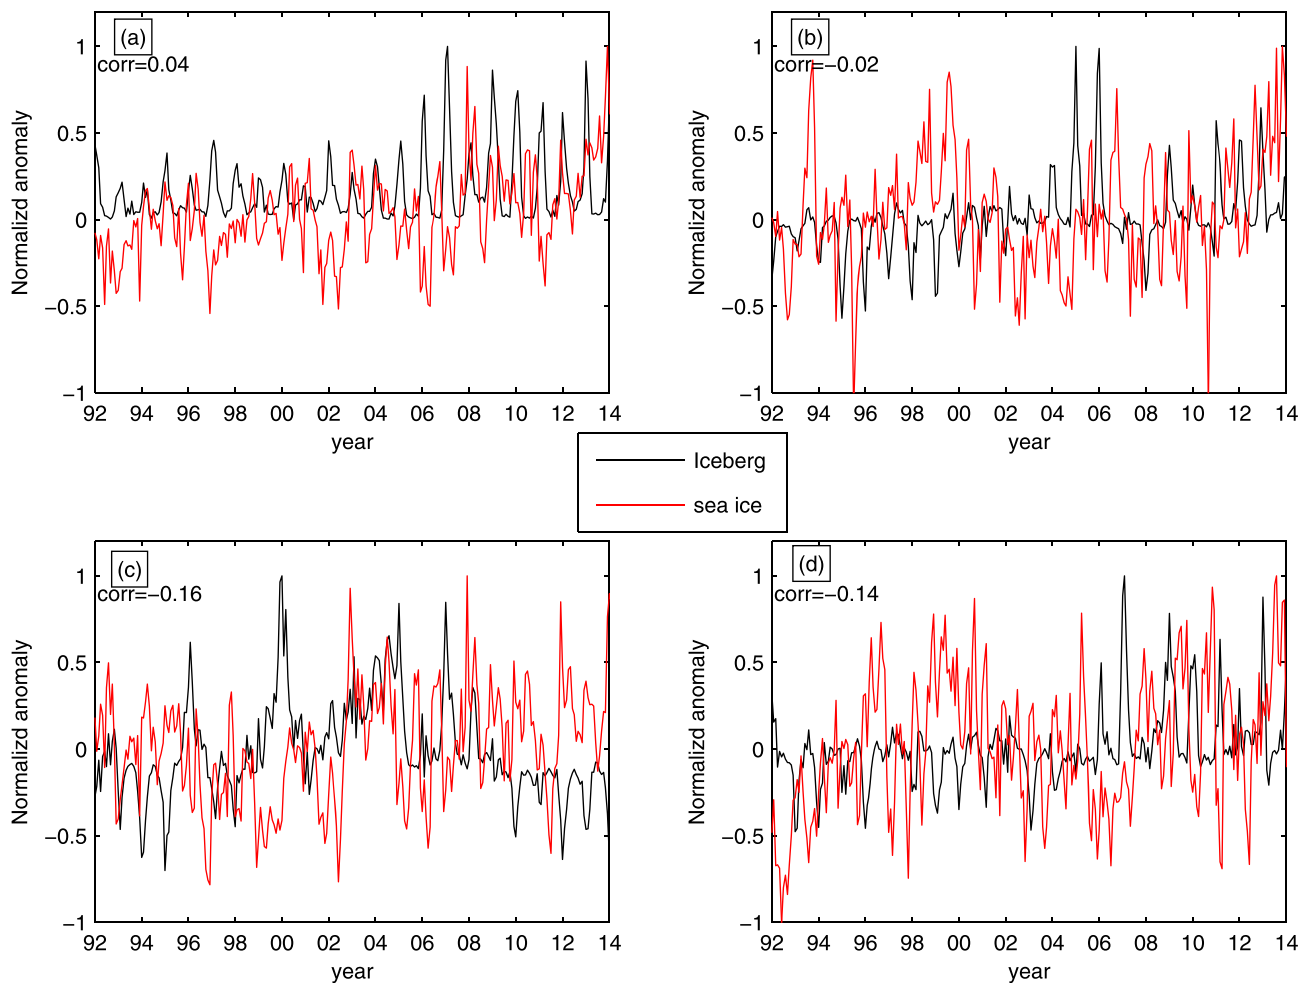 (a)
corr=0.04
1
0.5
0
−0.5
−1
Normalizd anomaly
92 94 96 98 00 02 04 06 08 10 12 14
year
(b)
corr=−0.02
1
0.5
0
−0.5
−1
Normalizd anomaly
92 94 96 98 00 02 04 06 08 10 12 14
year
Iceberg
sea ice
(c)
corr=−0.16
1
0.5
0
−0.5
−1
Normalizd anomaly
92 94 96 98 00 02 04 06 08 10 12 14
year
(d)
corr=−0.14
1
0.5
0
−0.5
−1
Normalizd anomaly
92 94 96 98 00 02 04 06 08 10 12 14
year